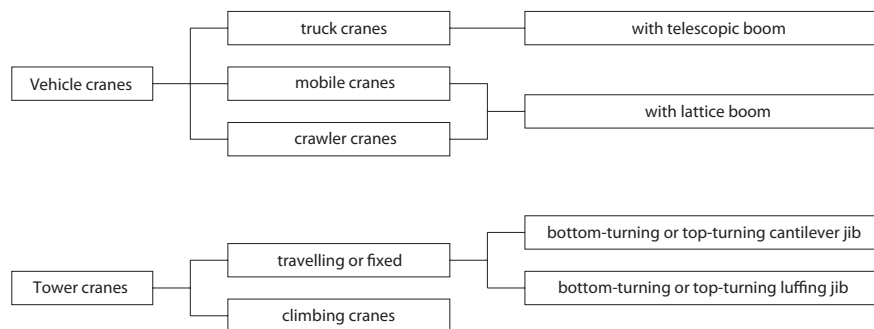 truck cranes
with telescopic boom
Vehicle cranes
mobile cranes
with lattice boom
crawler cranes
bottom-turning or top-turning cantilever jib
travelling or fixed
Tower cranes
bottom-turning or top-turning luffing jib
climbing cranes